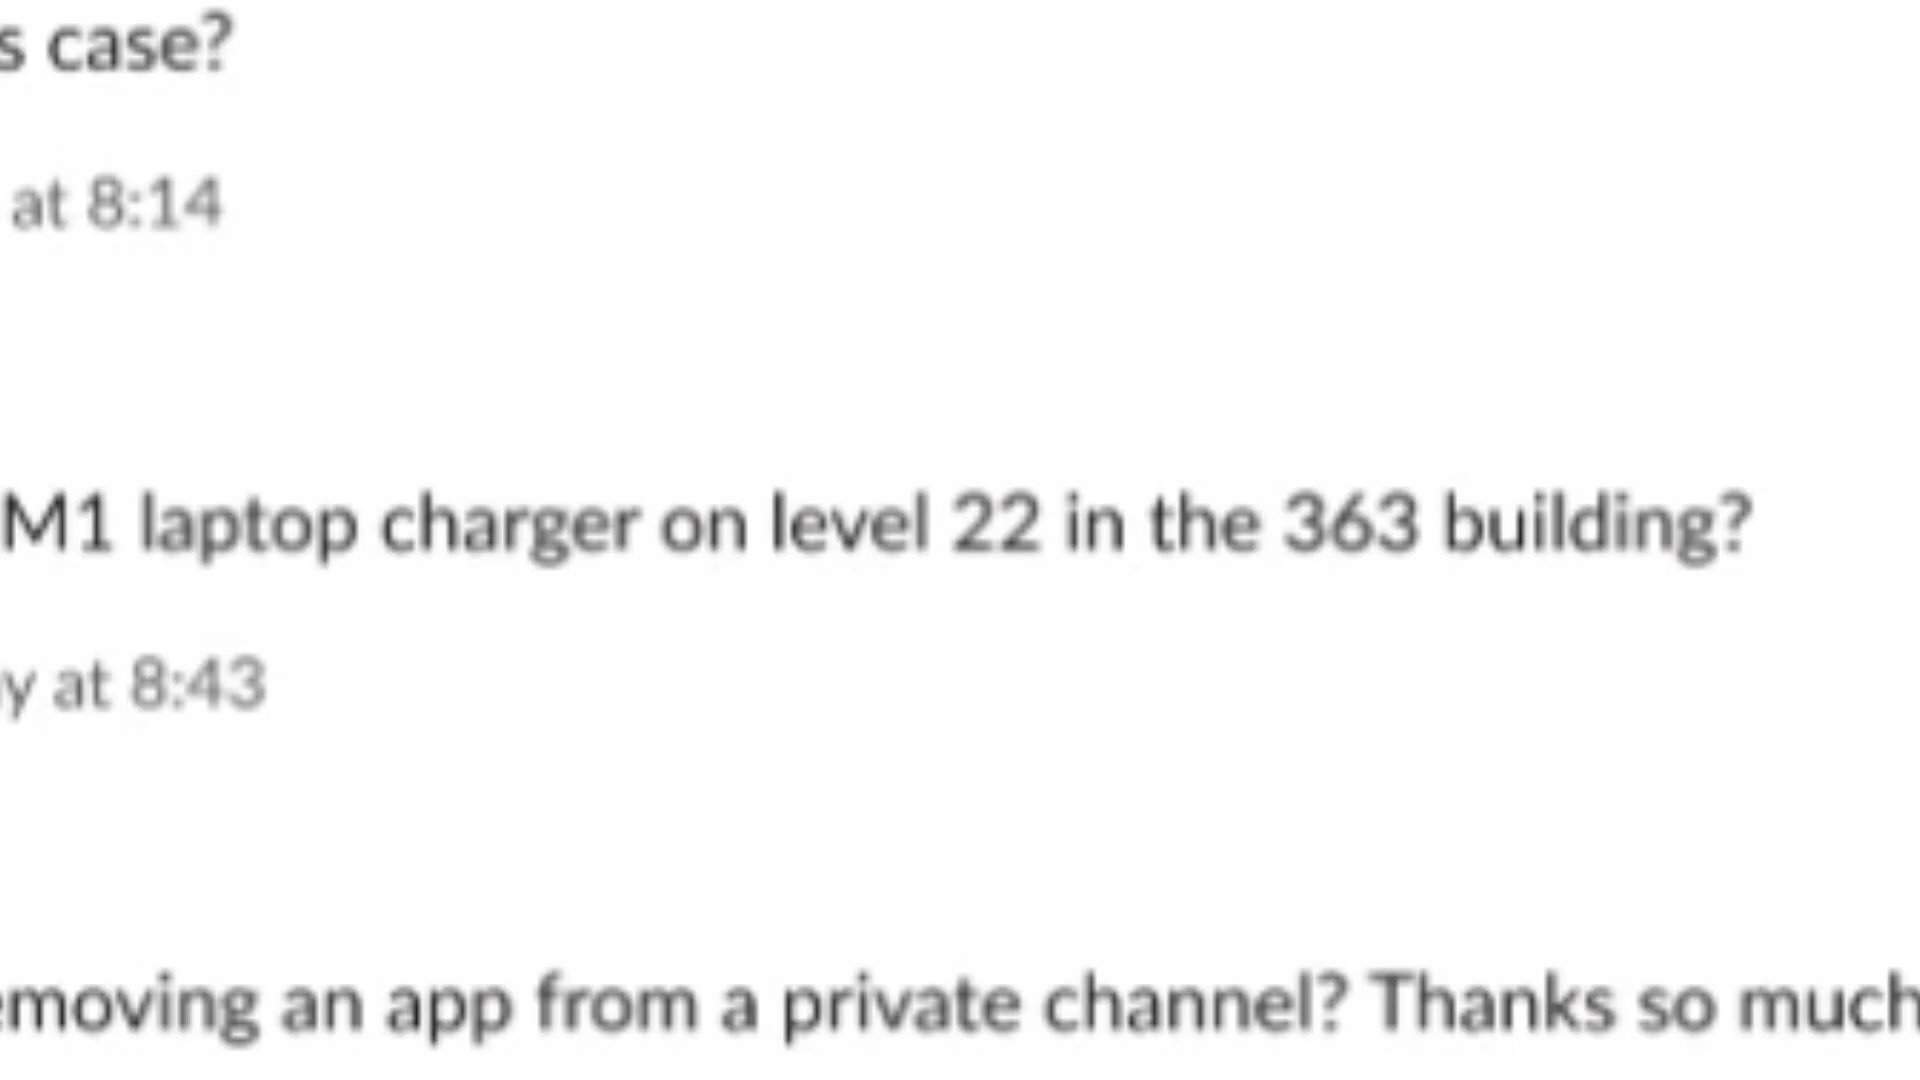 s case?
at 8:14
M1 laptop charger on level 22 in the 363 building?
y at 8:43
emoving an app from a private channel? Thanks so much